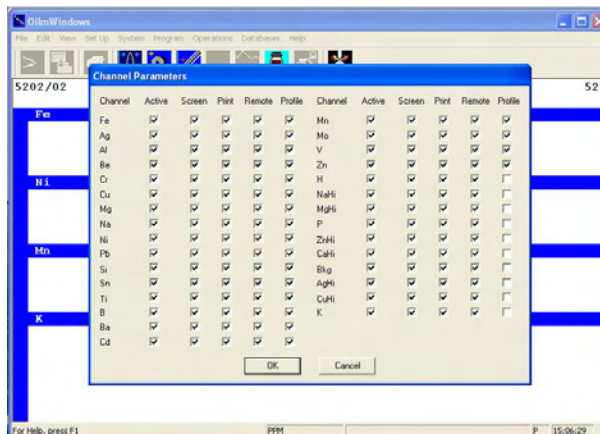 OilmWindows
File Edit View Set Up System Program Operations Databases Help
5202/02
52
Channel Parameters
Channel Active Screen Print Remote Profile Channel Active Screen Print Remote Profile
Fe Mn
Ag Mo
Al V
Be Zn
Cr H
Cu NaHi
Mg MgHi
Na P
Ni ZnHi
Pb CaHi
Si Bkg
Sn AgHi
Ti CuHi
B K
Ba
Cd
OK Cancel
Fe
Ni
Mn
K
For Help, press F1 PPM P 15:06:29